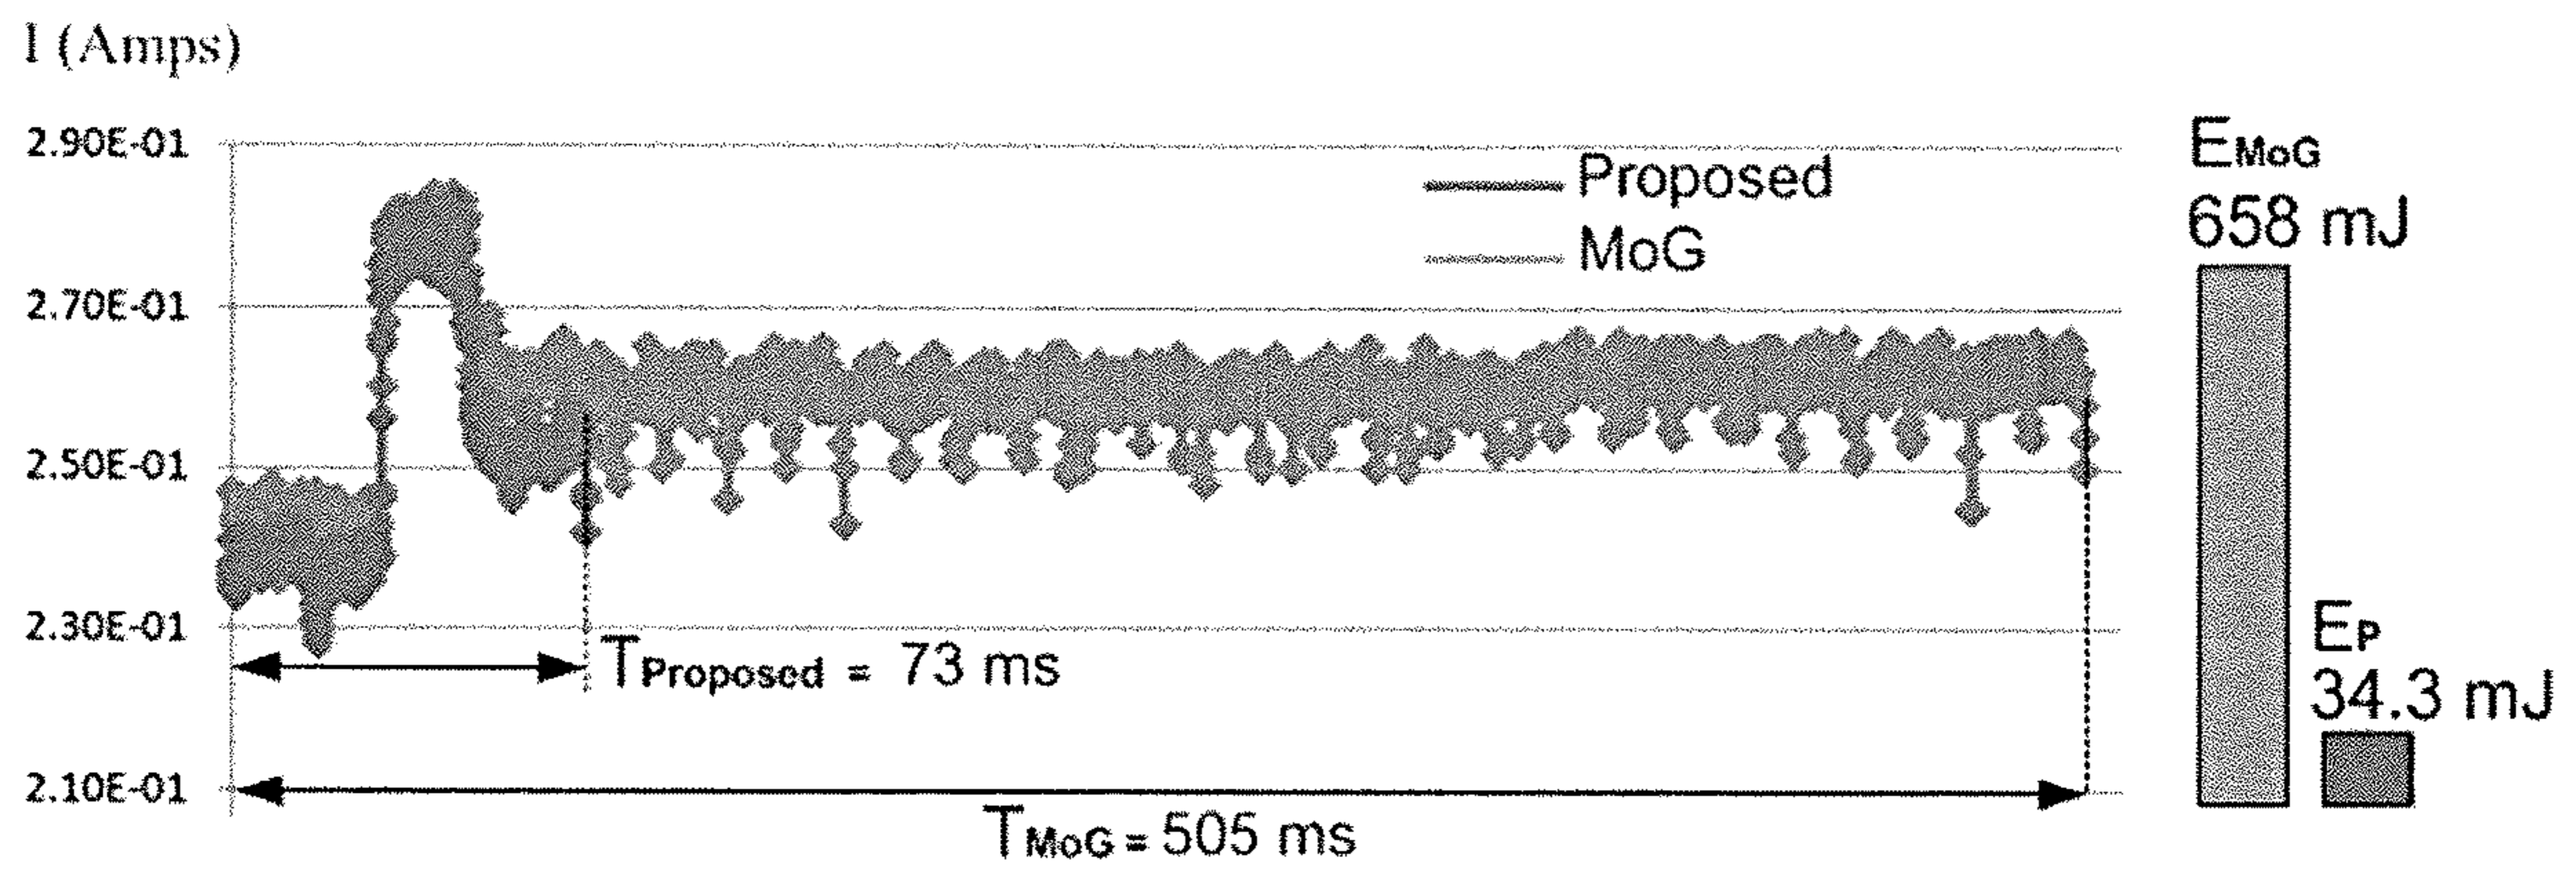 I (Amps)
2.90E-01
2.70E-01
2.50E-01
2.30E-01
2.10E-01
Proposed
MoG
TProposed = 73 ms
TMoG = 505 ms
EMoG
658 mJ
EP
34.3 mJ